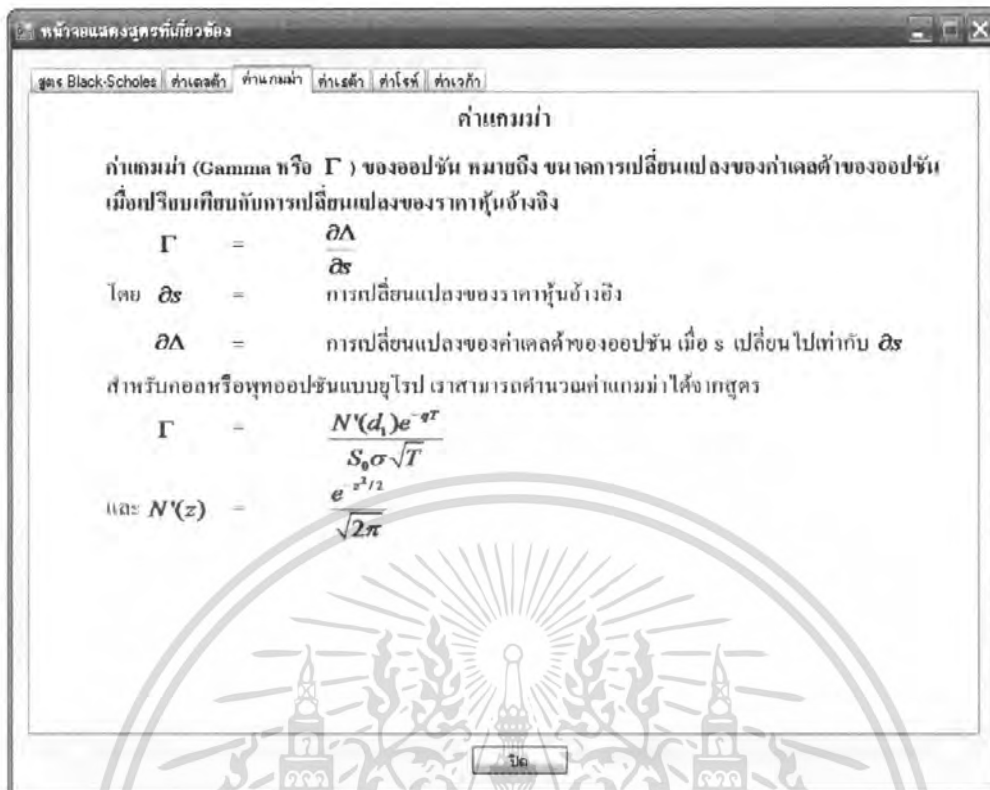 หน้าจอแสดงสูตรที่เกี่ยวข้อง
สูตร Black-Scholes ค่าเดลต้า ค่าแกมม่า ค่าเธต้า ค่าโรห์ ค่าเวก้า
ค่าแกมม่า
ค่าแกมม่า (Gamma หรือ Γ ) ของออปชัน หมายถึง ขนาดการเปลี่ยนแปลงของค่าเดลต้าของออปชัน
เมื่อเปรียบเทียบกับการเปลี่ยนแปลงของราคาหุ้นอ้างอิง
Γ = ∂Λ / ∂s
โดย ∂s = การเปลี่ยนแปลงของราคาหุ้นอ้างอิง
∂Λ = การเปลี่ยนแปลงของค่าเดลต้าของออปชัน เมื่อ s เปลี่ยนไปเท่ากับ ∂s
สำหรับคอลหรือพุทออปชันแบบยุโรป เราสามารถคำนวณค่าแกมม่าได้จากสูตร
Γ = N'(d₁)e^(-qT) / S₀σ√T
และ N'(z) = e^(-z²/2) / √2π
ปิด